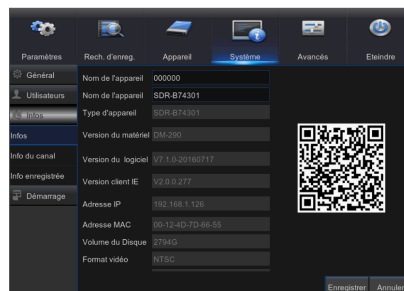 Paramètres Rech. d'enreg. Appareil Système Avancés Eteindre
Général
Utilisateurs
Infos
Infos
Info du canal
Info enregistrée
Démarrage
Nom de l'appareil 000000
Nom de l'appareil SDR-B74301
Type d'appareil SDR-B74301
Version du matériel DM-290
Version du logiciel V7.1.0-20160717
Version client IE V2.0.0.277
Adresse IP 192.168.1.126
Adresse MAC 00-12-4D-7D-66-55
Volume du Disque 2794G
Format vidéo NTSC
Enregistrer Annuler